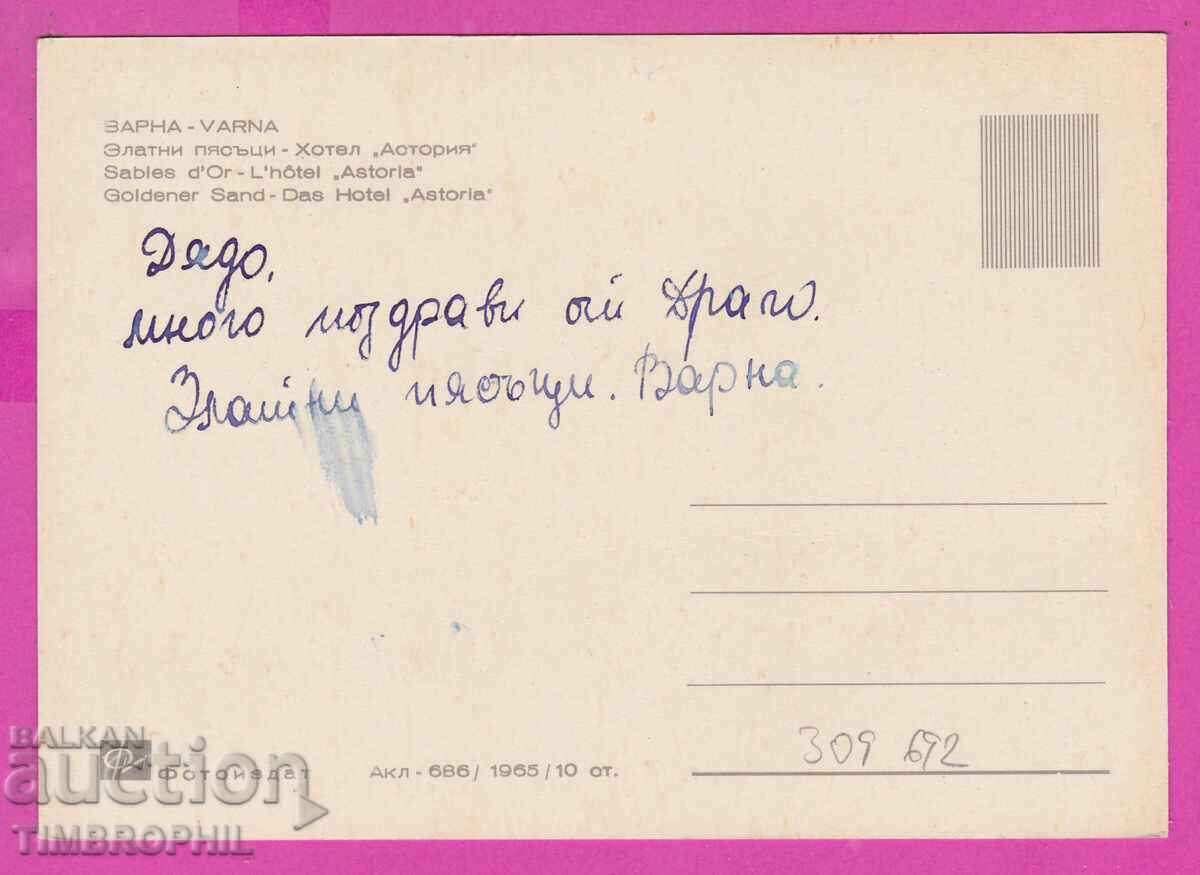 ВАРНА - VARNA
Златни пясъци - Хотел „Астория"
Sables d'Or - L'hôtel „Astoria"
Goldener Sand - Das Hotel „Astoria"
Дядо,
много поздрави от Драго.
Златни пясъци. Варна.
309 692
Фотоиздат
Акл - 686 / 1965 / 10 от.
BALKAN
auction
TIMBROPHIL